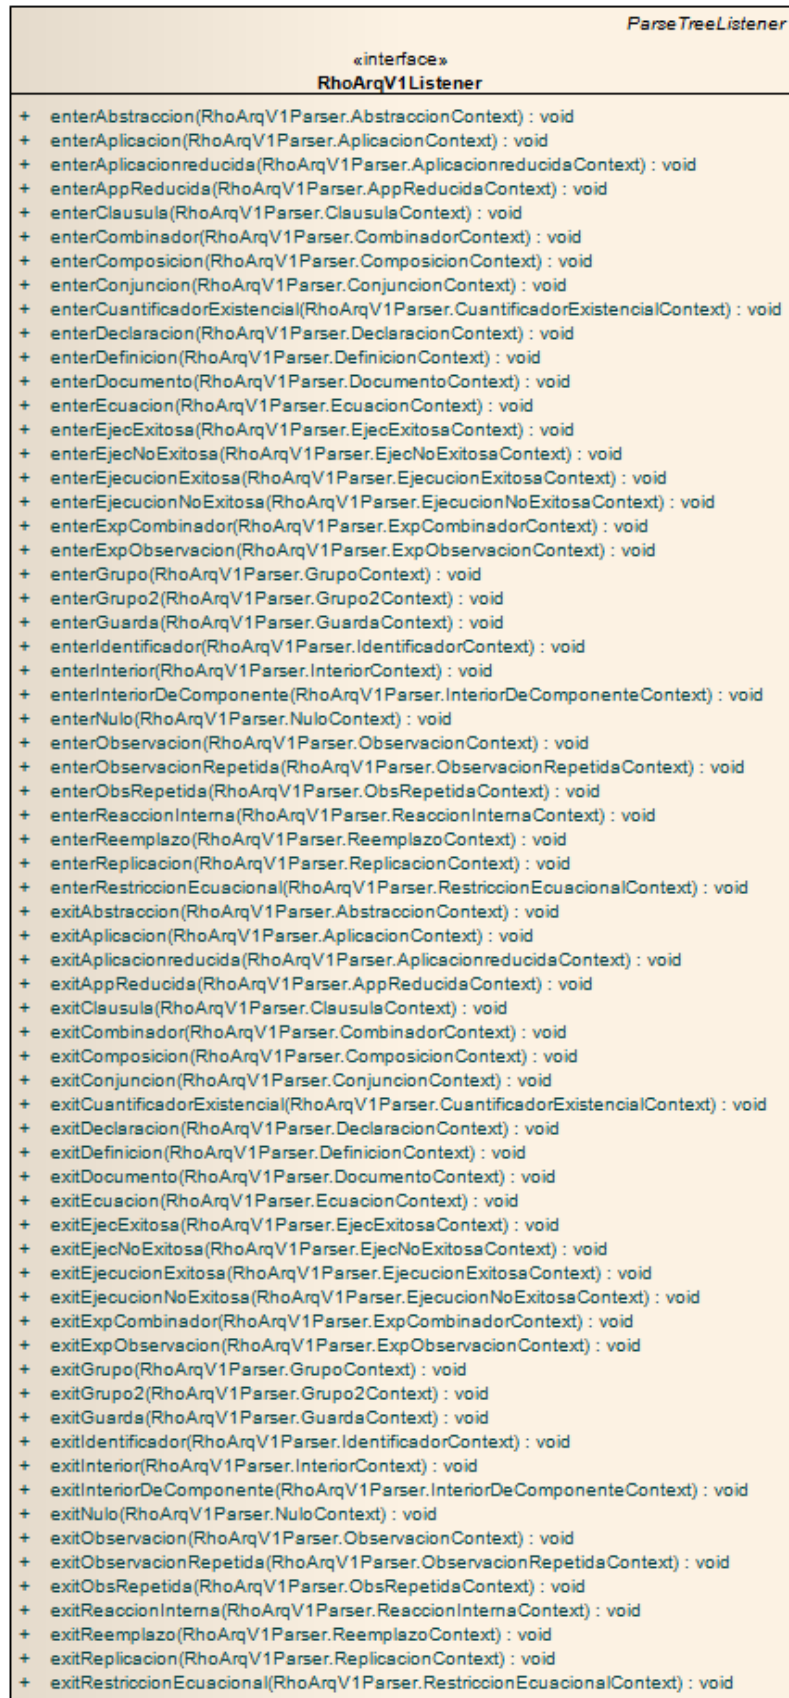 ParseTreeListener
«interface»
RhoArqV1Listener
+ enterAbstraccion(RhoArqV1Parser.AbstraccionContext) : void
+ enterAplicacion(RhoArqV1Parser.AplicacionContext) : void
+ enterAplicacionreducida(RhoArqV1Parser.AplicacionreducidaContext) : void
+ enterAppReducida(RhoArqV1Parser.AppReducidaContext) : void
+ enterClausula(RhoArqV1Parser.ClausulaContext) : void
+ enterCombinador(RhoArqV1Parser.CombinadorContext) : void
+ enterComposicion(RhoArqV1Parser.ComposicionContext) : void
+ enterConjuncion(RhoArqV1Parser.ConjuncionContext) : void
+ enterCuantificadorExistencial(RhoArqV1Parser.CuantificadorExistencialContext) : void
+ enterDeclaracion(RhoArqV1Parser.DeclaracionContext) : void
+ enterDefinicion(RhoArqV1Parser.DefinicionContext) : void
+ enterDocumento(RhoArqV1Parser.DocumentoContext) : void
+ enterEcuacion(RhoArqV1Parser.EcuacionContext) : void
+ enterEjecExitosa(RhoArqV1Parser.EjecExitosaContext) : void
+ enterEjecNoExitosa(RhoArqV1Parser.EjecNoExitosaContext) : void
+ enterEjecucionExitosa(RhoArqV1Parser.EjecucionExitosaContext) : void
+ enterEjecucionNoExitosa(RhoArqV1Parser.EjecucionNoExitosaContext) : void
+ enterExpCombinador(RhoArqV1Parser.ExpCombinadorContext) : void
+ enterExpObservacion(RhoArqV1Parser.ExpObservacionContext) : void
+ enterGrupo(RhoArqV1Parser.GrupoContext) : void
+ enterGrupo2(RhoArqV1Parser.Grupo2Context) : void
+ enterGuarda(RhoArqV1Parser.GuardaContext) : void
+ enterIdentificador(RhoArqV1Parser.IdentificadorContext) : void
+ enterInterior(RhoArqV1Parser.InteriorContext) : void
+ enterInteriorDeComponente(RhoArqV1Parser.InteriorDeComponenteContext) : void
+ enterNulo(RhoArqV1Parser.NuloContext) : void
+ enterObservacion(RhoArqV1Parser.ObservacionContext) : void
+ enterObservacionRepetida(RhoArqV1Parser.ObservacionRepetidaContext) : void
+ enterObsRepetida(RhoArqV1Parser.ObsRepetidaContext) : void
+ enterReaccionInterna(RhoArqV1Parser.ReaccionInternaContext) : void
+ enterReemplazo(RhoArqV1Parser.ReemplazoContext) : void
+ enterReplicacion(RhoArqV1Parser.ReplicacionContext) : void
+ enterRestriccionEcuacional(RhoArqV1Parser.RestriccionEcuacionalContext) : void
+ exitAbstraccion(RhoArqV1Parser.AbstraccionContext) : void
+ exitAplicacion(RhoArqV1Parser.AplicacionContext) : void
+ exitAplicacionreducida(RhoArqV1Parser.AplicacionreducidaContext) : void
+ exitAppReducida(RhoArqV1Parser.AppReducidaContext) : void
+ exitClausula(RhoArqV1Parser.ClausulaContext) : void
+ exitCombinador(RhoArqV1Parser.CombinadorContext) : void
+ exitComposicion(RhoArqV1Parser.ComposicionContext) : void
+ exitConjuncion(RhoArqV1Parser.ConjuncionContext) : void
+ exitCuantificadorExistencial(RhoArqV1Parser.CuantificadorExistencialContext) : void
+ exitDeclaracion(RhoArqV1Parser.DeclaracionContext) : void
+ exitDefinicion(RhoArqV1Parser.DefinicionContext) : void
+ exitDocumento(RhoArqV1Parser.DocumentoContext) : void
+ exitEcuacion(RhoArqV1Parser.EcuacionContext) : void
+ exitEjecExitosa(RhoArqV1Parser.EjecExitosaContext) : void
+ exitEjecNoExitosa(RhoArqV1Parser.EjecNoExitosaContext) : void
+ exitEjecucionExitosa(RhoArqV1Parser.EjecucionExitosaContext) : void
+ exitEjecucionNoExitosa(RhoArqV1Parser.EjecucionNoExitosaContext) : void
+ exitExpCombinador(RhoArqV1Parser.ExpCombinadorContext) : void
+ exitExpObservacion(RhoArqV1Parser.ExpObservacionContext) : void
+ exitGrupo(RhoArqV1Parser.GrupoContext) : void
+ exitGrupo2(RhoArqV1Parser.Grupo2Context) : void
+ exitGuarda(RhoArqV1Parser.GuardaContext) : void
+ exitIdentificador(RhoArqV1Parser.IdentificadorContext) : void
+ exitInterior(RhoArqV1Parser.InteriorContext) : void
+ exitInteriorDeComponente(RhoArqV1Parser.InteriorDeComponenteContext) : void
+ exitNulo(RhoArqV1Parser.NuloContext) : void
+ exitObservacion(RhoArqV1Parser.ObservacionContext) : void
+ exitObservacionRepetida(RhoArqV1Parser.ObservacionRepetidaContext) : void
+ exitObsRepetida(RhoArqV1Parser.ObsRepetidaContext) : void
+ exitReaccionInterna(RhoArqV1Parser.ReaccionInternaContext) : void
+ exitReemplazo(RhoArqV1Parser.ReemplazoContext) : void
+ exitReplicacion(RhoArqV1Parser.ReplicacionContext) : void
+ exitRestriccionEcuacional(RhoArqV1Parser.RestriccionEcuacionalContext) : void